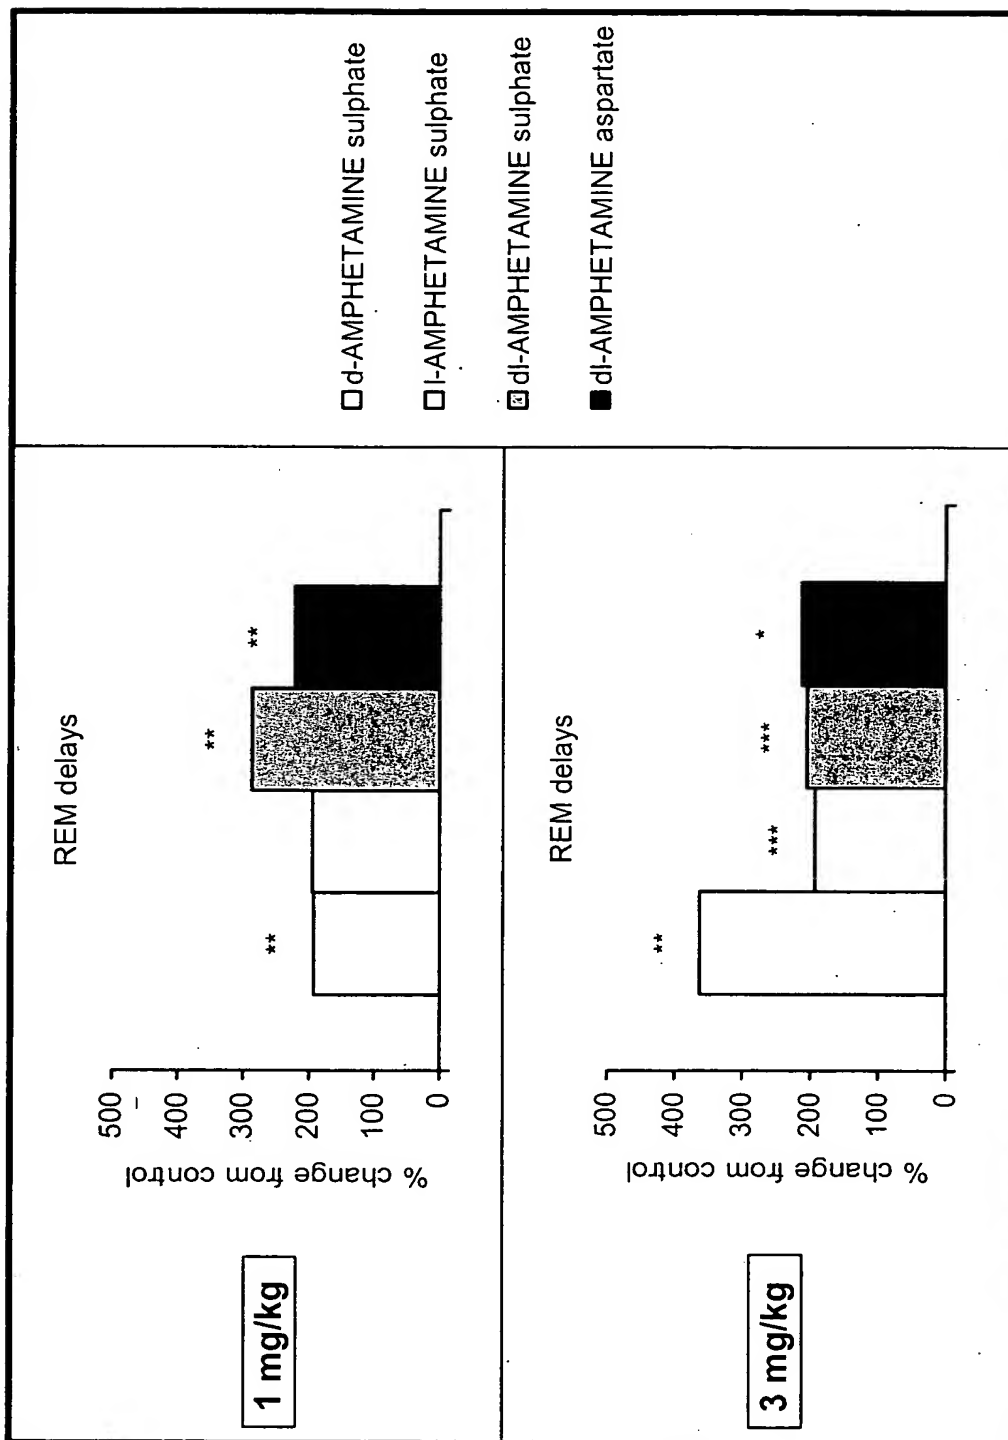 1 mg/kg
REM delays
% change from control
500
400
300
200
100
0
**
**
**
3 mg/kg
REM delays
% change from control
500
400
300
200
100
0
**
***
***
*
d-AMPHETAMINE sulphate
l-AMPHETAMINE sulphate
dl-AMPHETAMINE sulphate
dl-AMPHETAMINE aspartate